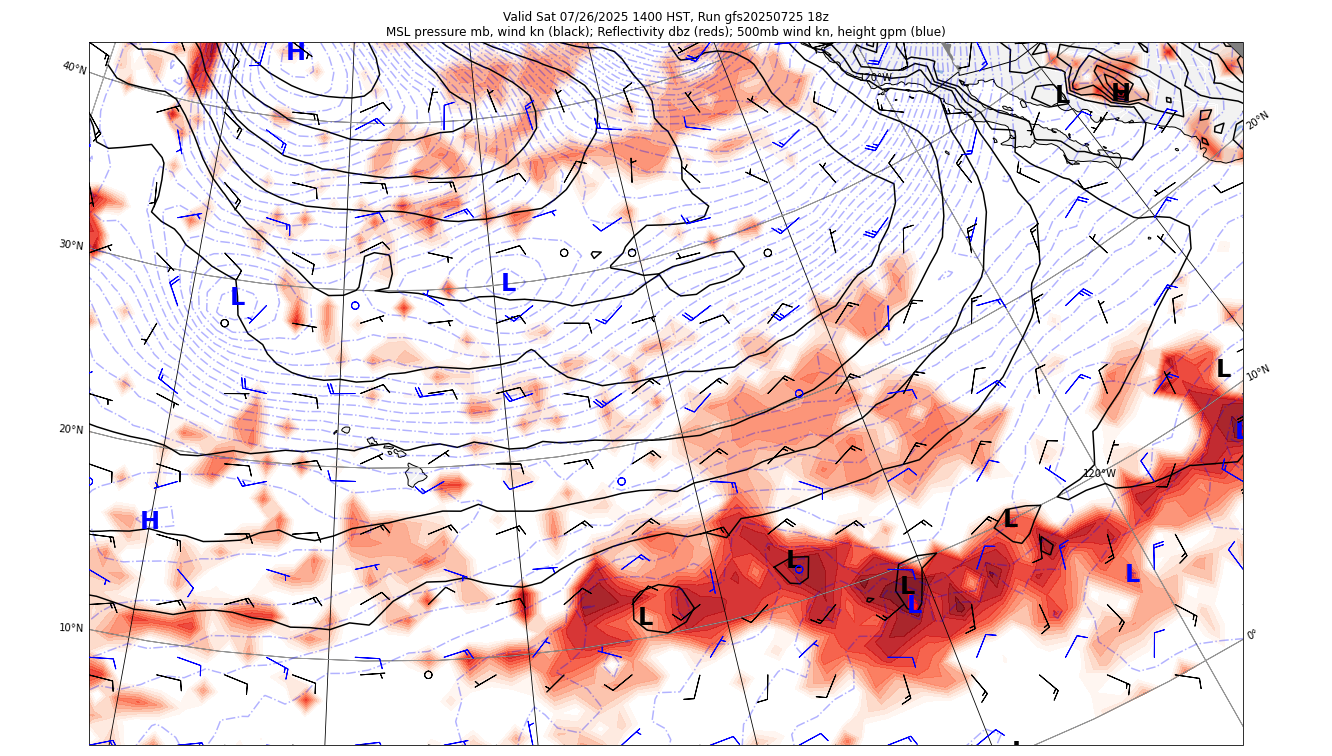 Valid Sat 07/26/2025 1400 HST, Run gfs20250725 18z
MSL pressure mb, wind kn (black); Reflectivity dbz (reds); 500mb wind kn, height gpm (blue)
H
40°N
120°W
L
H
20°N
30°N
L
L
L
10°N
20°N
120°W
H
L
L
L
L
L
L
10°N
0°